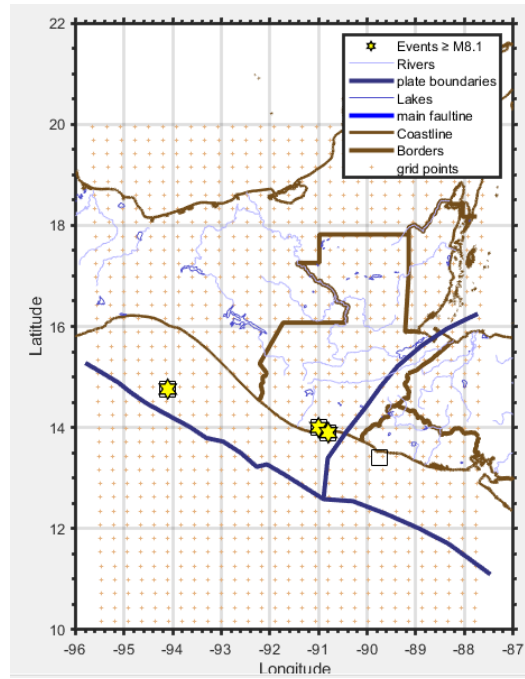 22
20
18
16
14
12
10
Latitude
Events ≥ M8.1
Rivers
plate boundaries
Lakes
main faultline
Coastline
Borders
grid points
-96 -95 -94 -93 -92 -91 -90 -89 -88 -87
Longitude